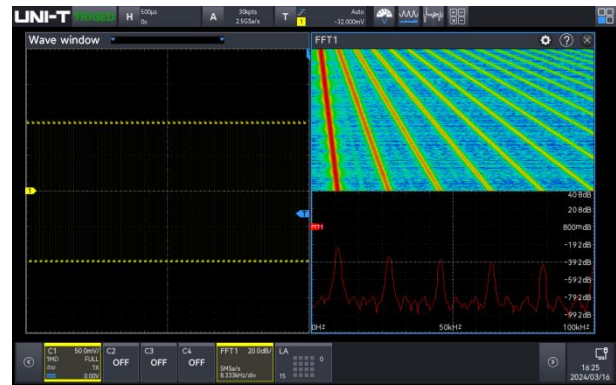 UNI-T TRIGED H 500µs 0s A 30kpts 2.5GSa/s T 1 Auto -32.000mV
Wave window
FFT1
1
T
40.8dB
20.8dB
800mdB
-19.2dB
-39.2dB
-59.2dB
-79.2dB
-99.2dB
0Hz 50kHz 100kHz
C1 50.0mV/
1MΩ FULL
1X
0.00V
C2 OFF
C3 OFF
C4 OFF
FFT1 20.0dB/
5MSa/s
8.333kHz/div
LA
0
15
16:25
2024/03/16